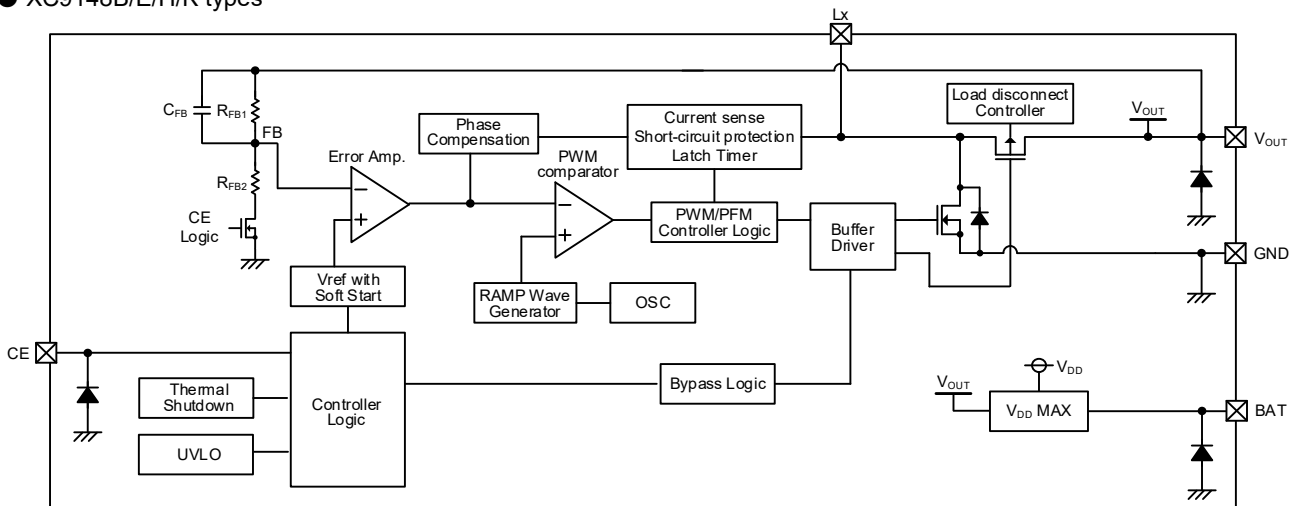 ● XC9148B/E/H/K types
Lx
CFB
RFB1
FB
RFB2
CE
Logic
Error Amp.
Phase
Compensation
PWM
comparator
Current sense
Short-circuit protection
Latch Timer
Load disconnect
Controller
VOUT
VOUT
PWM/PFM
Controller Logic
Buffer
Driver
GND
Vref with
Soft Start
RAMP Wave
Generator
OSC
CE
Thermal
Shutdown
UVLO
Controller
Logic
Bypass Logic
VOUT
VDD
VDD MAX
BAT
− 
+
−
+